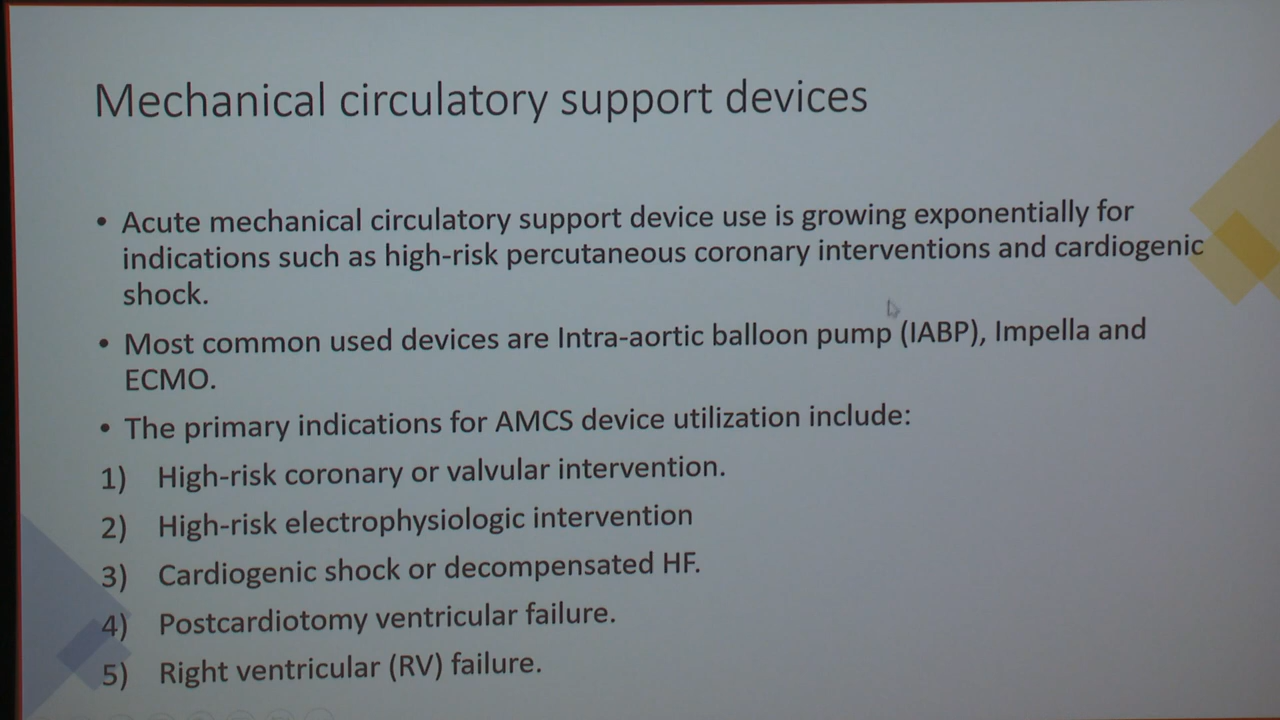 Mechanical circulatory support devices
• Acute mechanical circulatory support device use is growing exponentially for
indications such as high-risk percutaneous coronary interventions and cardiogenic
shock.
• Most common used devices are Intra-aortic balloon pump (IABP), Impella and
ECMO.
• The primary indications for AMCS device utilization include:
1) High-risk coronary or valvular intervention.
2) High-risk electrophysiologic intervention
3) Cardiogenic shock or decompensated HF.
4) Postcardiotomy ventricular failure.
5) Right ventricular (RV) failure.